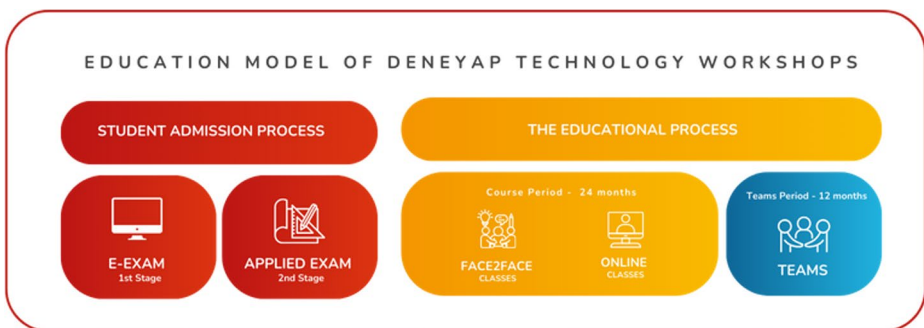 EDUCATION MODEL OF DENEYAP TECHNOLOGY WORKSHOPS
STUDENT ADMISSION PROCESS
THE EDUCATIONAL PROCESS
E-EXAM
1st Stage
APPLIED EXAM
2nd Stage
Course Period - 24 months
FACE2FACE
CLASSES
ONLINE
CLASSES
Teams Period - 12 months
TEAMS